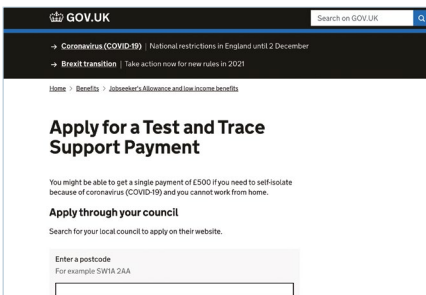 GOV.UK
Search on GOV.UK
→ Coronavirus (COVID-19) | National restrictions in England until 2 December
→ Brexit transition | Take action now for new rules in 2021
Home > Benefits > Jobseeker's Allowance and low income benefits
Apply for a Test and Trace
Support Payment
You might be able to get a single payment of £500 if you need to self-isolate
because of coronavirus (COVID-19) and you cannot work from home.
Apply through your council
Search for your local council to apply on their website.
Enter a postcode
For example SW1A 2AA